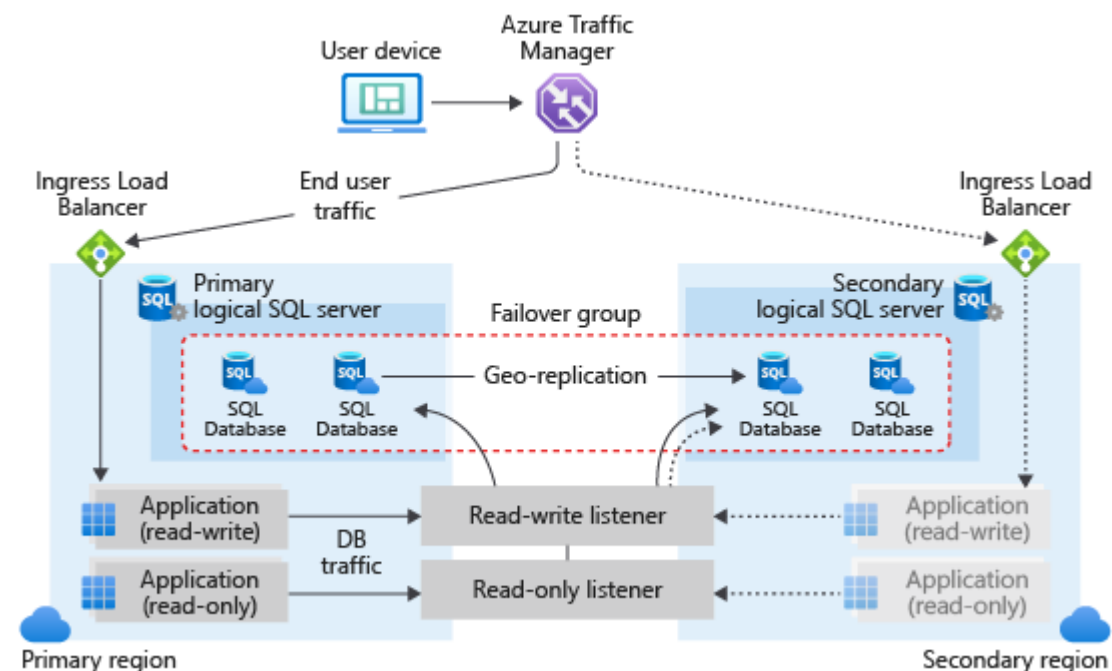 Azure Traffic
Manager
User device
Ingress Load
Balancer
End user
traffic
Ingress Load
Balancer
SQL
Primary
logical SQL server
Secondary
logical SQL server
SQL
Failover group
SQL
SQL
Database
SQL
SQL
Database
Geo-replication
SQL
SQL
Database
SQL
SQL
Database
Application
(read-write)
DB
traffic
Read-write listener
Application
(read-write)
Application
(read-only)
Read-only listener
Application
(read-only)
Primary region
Secondary region